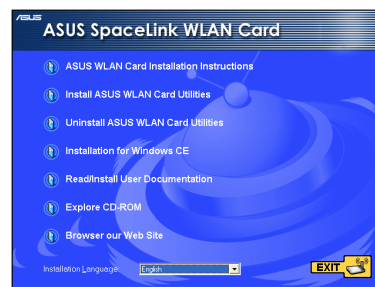 ASUS
ASUS SpaceLink WLAN Card
ASUS WLAN Card Installation Instructions
Install ASUS WLAN Card Utilities
Uninstall ASUS WLAN Card Utilities
Installation for Windows CE
Read/Install User Documentation
Explore CD-ROM
Browser our Web Site
Installation Language: English
EXIT